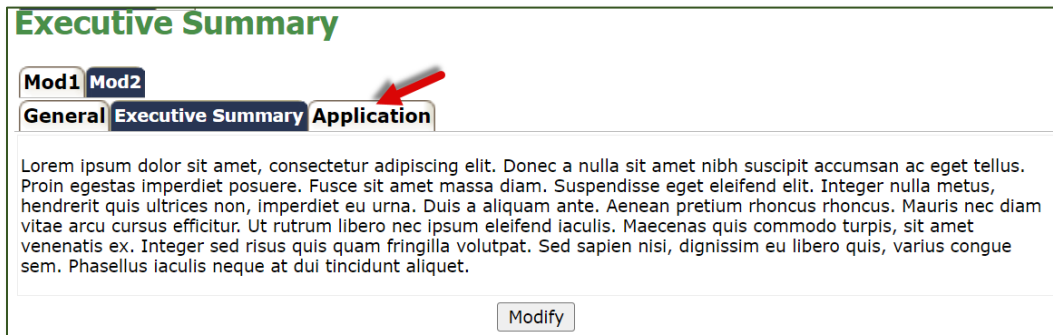 Executive Summary
Mod1 Mod2
General Executive Summary Application
Lorem ipsum dolor sit amet, consectetur adipiscing elit. Donec a nulla sit amet nibh suscipit accumsan ac eget tellus.
Proin egestas imperdiet posuere. Fusce sit amet massa diam. Suspendisse eget eleifend elit. Integer nulla metus,
hendrerit quis ultrices non, imperdiet eu urna. Duis a aliquam ante. Aenean pretium rhoncus rhoncus. Mauris nec diam
vitae arcu cursus efficitur. Ut rutrum libero nec ipsum eleifend iaculis. Maecenas quis commodo turpis, sit amet
venenatis ex. Integer sed risus quis quam fringilla volutpat. Sed sapien nisi, dignissim eu libero quis, varius congue
sem. Phasellus iaculis neque at dui tincidunt aliquet.
Modify